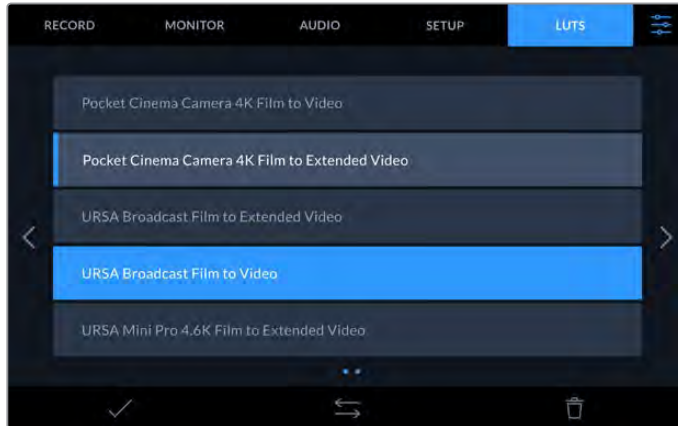 RECORD MONITOR AUDIO SETUP LUTS
Pocket Cinema Camera 4K Film to Video
Pocket Cinema Camera 4K Film to Extended Video
URSA Broadcast Film to Extended Video
URSA Broadcast Film to Video
URSA Mini Pro 4.6K Film to Extended Video